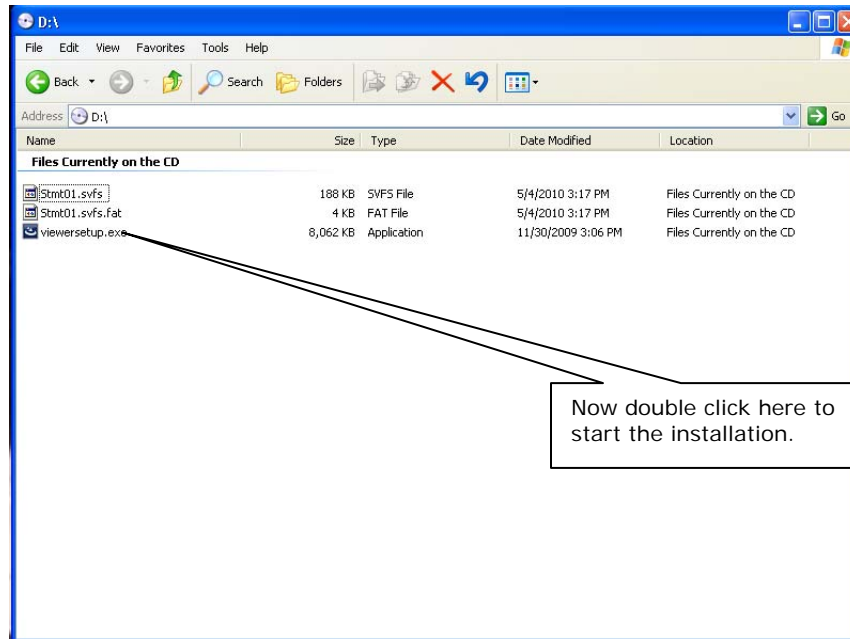 D:\
File Edit View Favorites Tools Help
Back Search Folders
Address D:\ Go
Name Size Type Date Modified Location
Files Currently on the CD
Stmt01.svfs 188 KB SVFS File 5/4/2010 3:17 PM Files Currently on the CD
Stmt01.svfs.fat 4 KB FAT File 5/4/2010 3:17 PM Files Currently on the CD
viewersetup.exe 8,062 KB Application 11/30/2009 3:06 PM Files Currently on the CD
Now double click here to
start the installation.